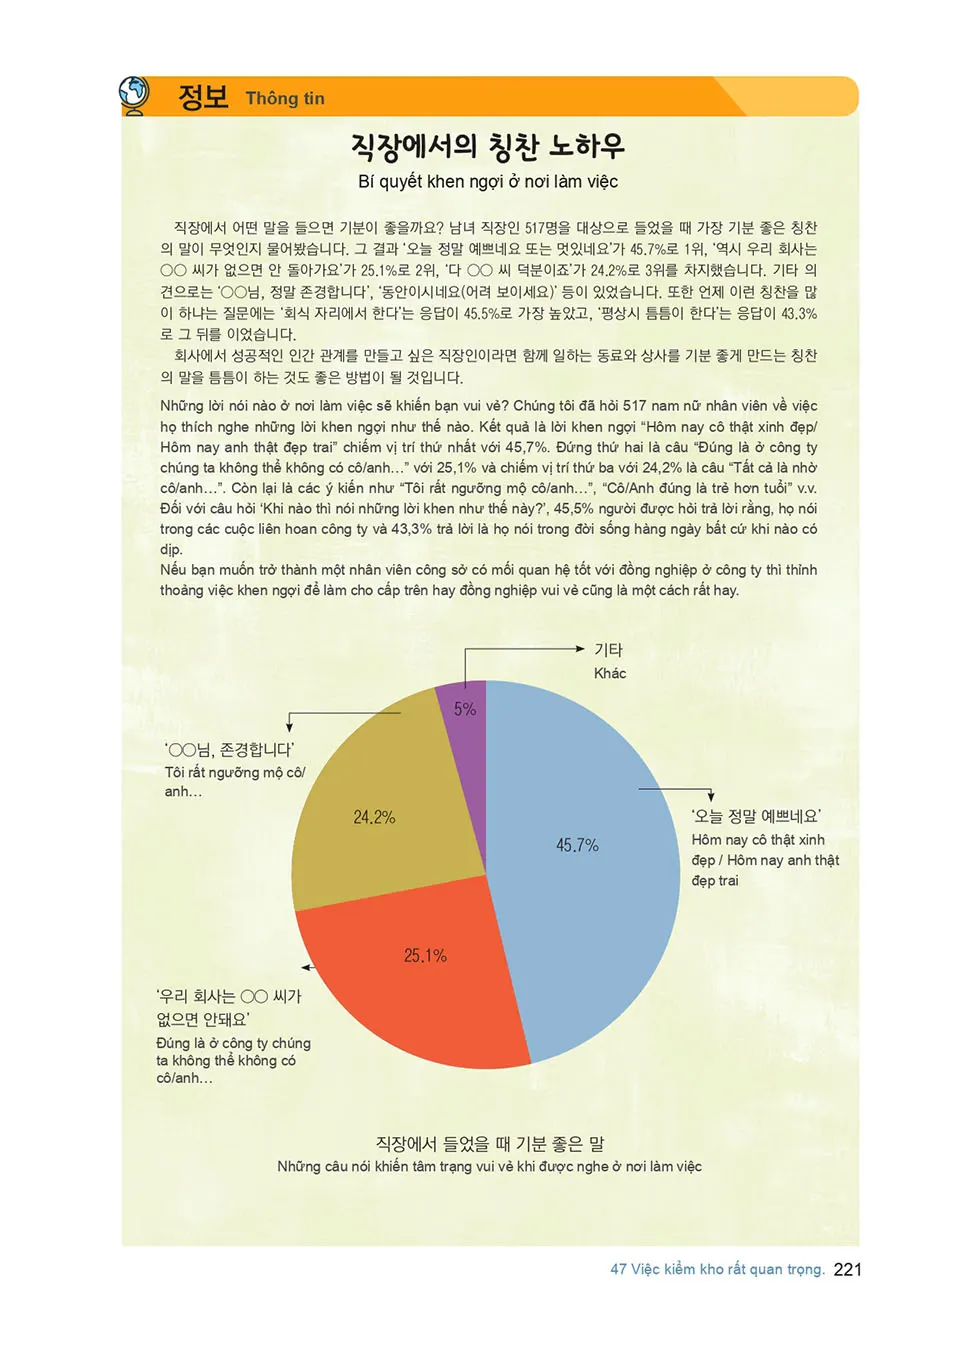 정보 Thông tin
직장에서의 칭찬 노하우
Bí quyết khen ngợi ở nơi làm việc
직장에서 어떤 말을 들으면 기분이 좋을까요? 남녀 직장인 517명을 대상으로 들었을 때 가장 기분 좋은 칭찬
의 말이 무엇인지 물어봤습니다. 그 결과 ‘오늘 정말 예쁘네요 또는 멋있네요’가 45.7%로 1위, ‘역시 우리 회사는
○○ 씨가 없으면 안 돌아가요’가 25.1%로 2위, ‘다 ○○ 씨 덕분이죠’가 24.2%로 3위를 차지했습니다. 기타 의
견으로는 ‘○○님, 정말 존경합니다’, ‘동안이시네요(어려 보이세요)’ 등이 있었습니다. 또한 언제 이런 칭찬을 많
이 하냐는 질문에는 ‘회식 자리에서 한다’는 응답이 45.5%로 가장 높았고, ‘평상시 틈틈이 한다’는 응답이 43.3%
로 그 뒤를 이었습니다.
회사에서 성공적인 인간 관계를 만들고 싶은 직장인이라면 함께 일하는 동료와 상사를 기분 좋게 만드는 칭찬
의 말을 틈틈이 하는 것도 좋은 방법이 될 것입니다.
Những lời nói nào ở nơi làm việc sẽ khiến bạn vui vẻ? Chúng tôi đã hỏi 517 nam nữ nhân viên về việc
họ thích nghe những lời khen ngợi như thế nào. Kết quả là lời khen ngợi “Hôm nay cô thật xinh đẹp/
Hôm nay anh thật đẹp trai” chiếm vị trí thứ nhất với 45,7%. Đứng thứ hai là câu “Đúng là ở công ty
chúng ta không thể không có cô/anh…” với 25,1% và chiếm vị trí thứ ba với 24,2% là câu “Tất cả là nhờ
cô/anh…”. Còn lại là các ý kiến như “Tôi rất ngưỡng mộ cô/anh…”, “Cô/Anh đúng là trẻ hơn tuổi” v.v.
Đối với câu hỏi ‘Khi nào thì nói những lời khen như thế này?’, 45,5% người được hỏi trả lời rằng, họ nói
trong các cuộc liên hoan công ty và 43,3% trả lời là họ nói trong đời sống hàng ngày bất cứ khi nào có
dịp.
Nếu bạn muốn trở thành một nhân viên công sở có mối quan hệ tốt với đồng nghiệp ở công ty thì thỉnh
thoảng việc khen ngợi để làm cho cấp trên hay đồng nghiệp vui vẻ cũng là một cách rất hay.
기타
Khác
5%
‘○○님, 존경합니다’
Tôi rất ngưỡng mộ cô/
anh…
24.2%
45.7%
‘오늘 정말 예쁘네요’
Hôm nay cô thật xinh
đẹp / Hôm nay anh thật
đẹp trai
25.1%
‘우리 회사는 ○○ 씨가
없으면 안돼요’
Đúng là ở công ty chúng
ta không thể không có
cô/anh…
직장에서 들었을 때 기분 좋은 말
Những câu nói khiến tâm trạng vui vẻ khi được nghe ở nơi làm việc
47 Việc kiểm kho rất quan trọng. 221